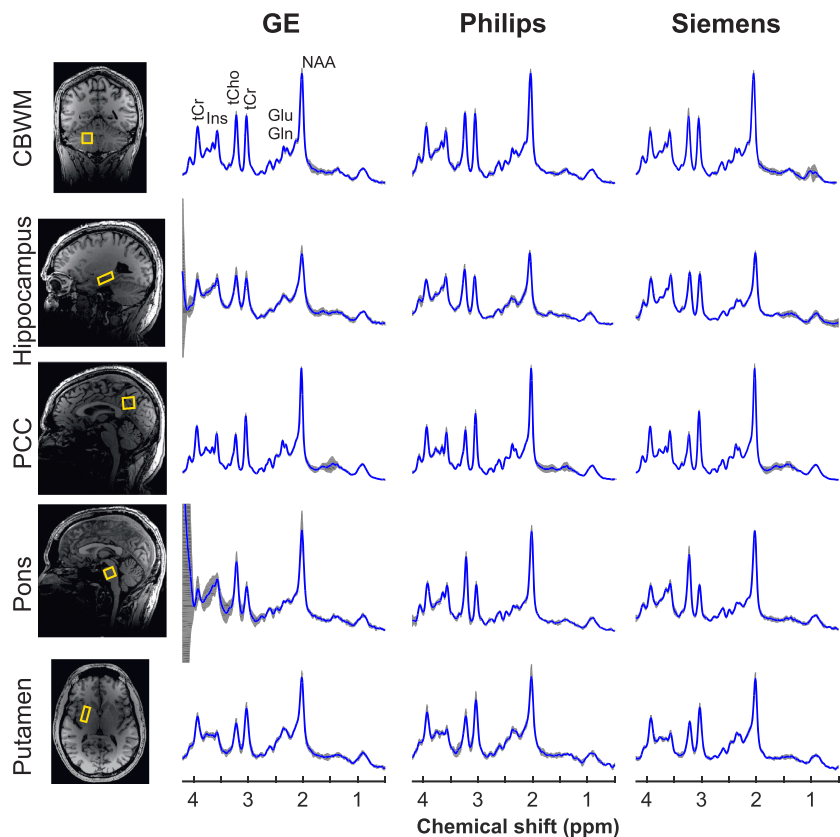 GE Philips Siemens
CBWM
tCr
Ins
tCho
tCr
Glu
Gln
NAA
Hippocampus
PCC
Pons
Putamen
4 3 2 1 4 3 2 1 4 3 2 1
Chemical shift (ppm)